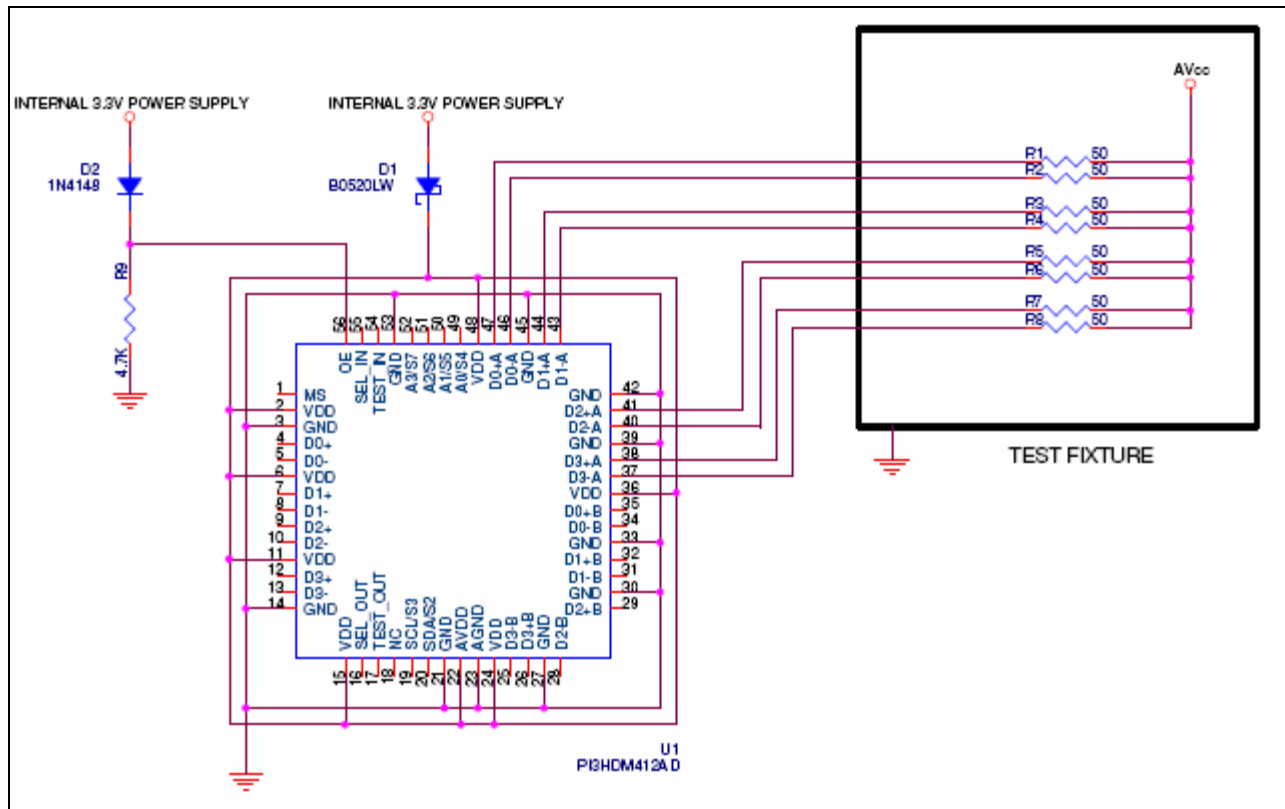 AVcc
INTERNAL 3.3V POWER SUPPLY
INTERNAL 3.3V POWER SUPPLY
D2
1N4148
D1
B0520LW
R1 50
R2 50
R3 50
R4 50
R5 50
R6 50
R7 50
R8 50
TEST FIXTURE
R9
4.7K
56 OE
55 SEL_IN
54 TEST_IN
53 GND
52 A3/S7
51 A2/S6
50 A1/S5
49 A0/S4
48 VDD
47 D0+A
46 D0-A
45 GND
44 D1+A
43 D1-A
1 MS
2 VDD
3 GND
4 D0+
5 D0-
6 VDD
7 D1+
8 D1-
9 D2+
10 D2-
11 VDD
12 D3+
13 D3-
14 GND
GND 42
D2+A 41
D2-A 40
GND 39
D3+A 38
D3-A 37
VDD 36
D0+B 35
D0-B 34
GND 33
D1+B 32
D1-B 31
GND 30
D2+B 29
VDD 15
SEL_OUT 16
TEST_OUT 17
NC 18
SCL/S3 19
SDA/S2 20
GND 21
AVDD 22
AGND 23
VDD 24
D3-B 25
D3+B 26
GND 27
D2-B 28
U1
PI3HDM412AD